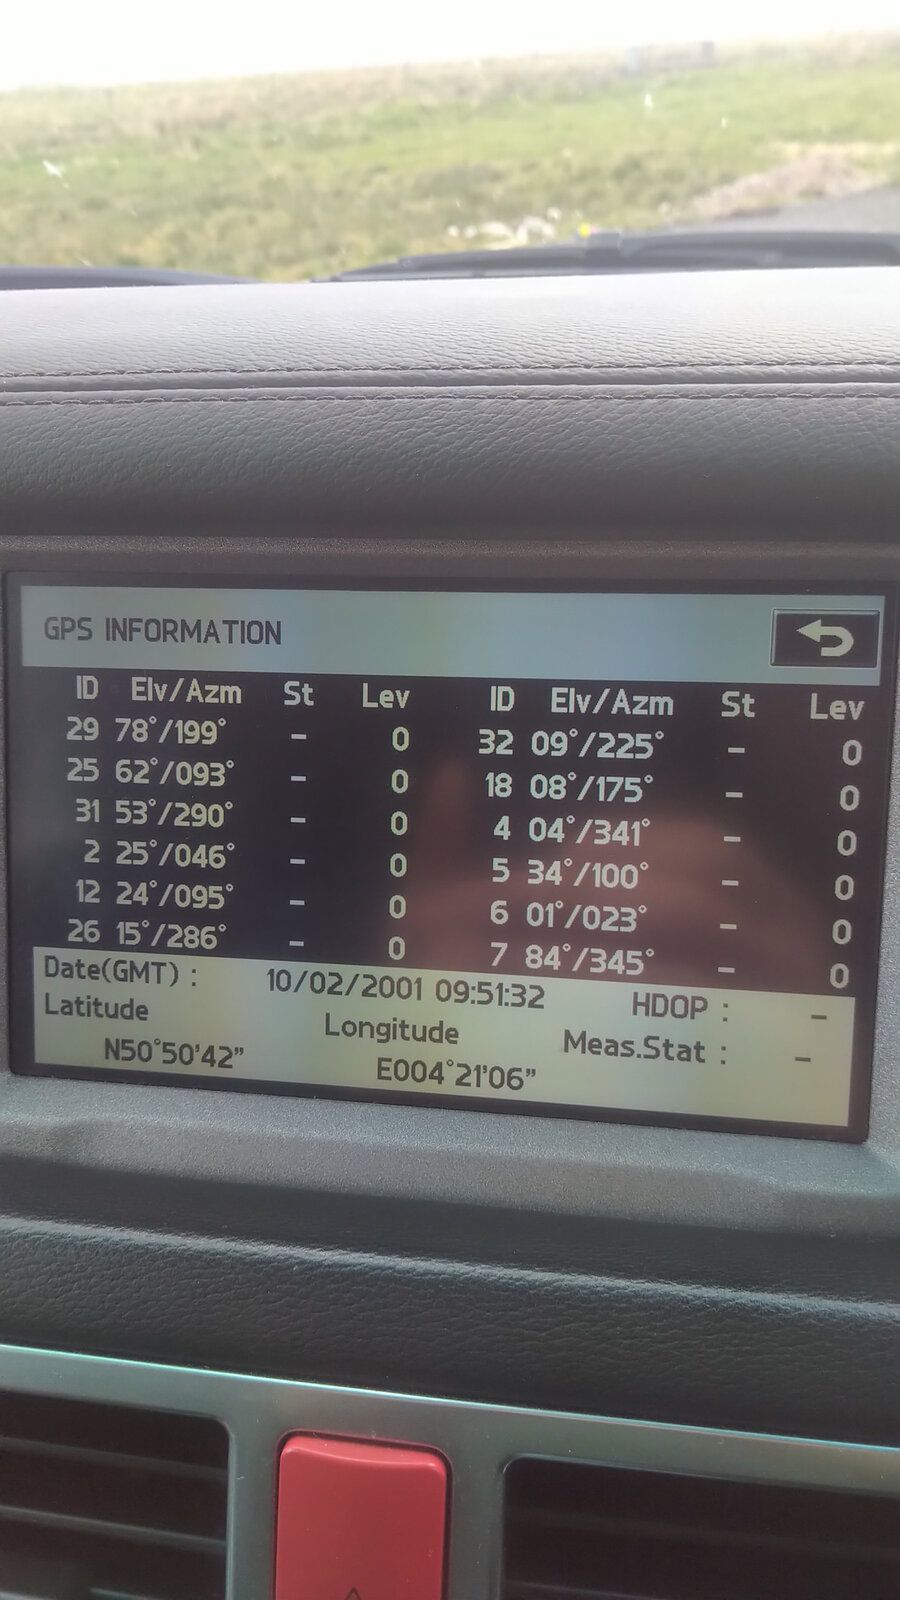 GPS INFORMATION
ID Elv/Azm St Lev ID Elv/Azm St Lev
29 78°/199° - 0 32 09°/225° - 0
25 62°/093° - 0 18 08°/175° - 0
31 53°/290° - 0 4 04°/341° - 0
2 25°/046° - 0 5 34°/100° - 0
12 24°/095° - 0 6 01°/023° - 0
26 15°/286° - 0 7 84°/345° - 0
Date(GMT) : 10/02/2001 09:51:32 HDOP : -
Latitude Longitude Meas.Stat : -
N50°50'42" E004°21'06"